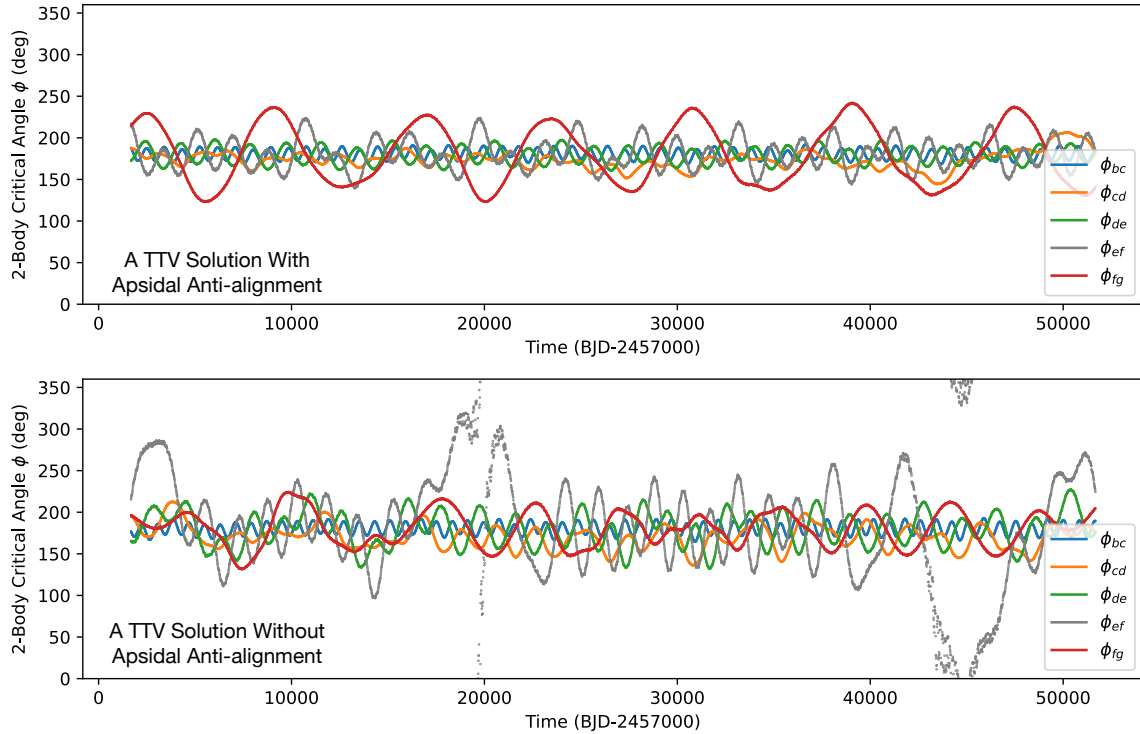 2-Body Critical Angle ϕ (deg)
350
300
250
200
150
100
50
0
A TTV Solution With
Apsidal Anti-alignment
ϕbc
ϕcd
ϕde
ϕef
ϕfg
0 10000 20000 30000 40000 50000
Time (BJD-2457000)
2-Body Critical Angle ϕ (deg)
350
300
250
200
150
100
50
0
A TTV Solution Without
Apsidal Anti-alignment
ϕbc
ϕcd
ϕde
ϕef
ϕfg
0 10000 20000 30000 40000 50000
Time (BJD-2457000)